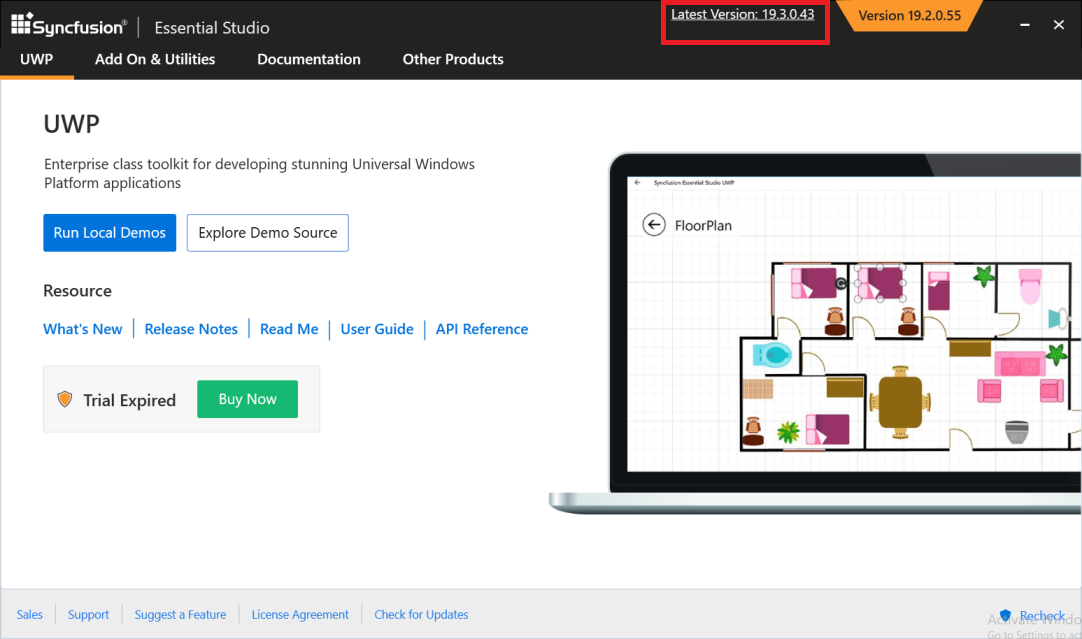 Syncfusion® | Essential Studio
Latest Version: 19.3.0.43
Version 19.2.0.55
UWP
Add On & Utilities
Documentation
Other Products
UWP
Enterprise class toolkit for developing stunning Universal Windows
Platform applications
Run Local Demos
Explore Demo Source
Resource
What's New
Release Notes
Read Me
User Guide
API Reference
Trial Expired
Buy Now
Syncfusion Essential Studio UWP
FloorPlan
Sales
Support
Suggest a Feature
License Agreement
Check for Updates
Recheck
Activate Windo
Go to Settings to act